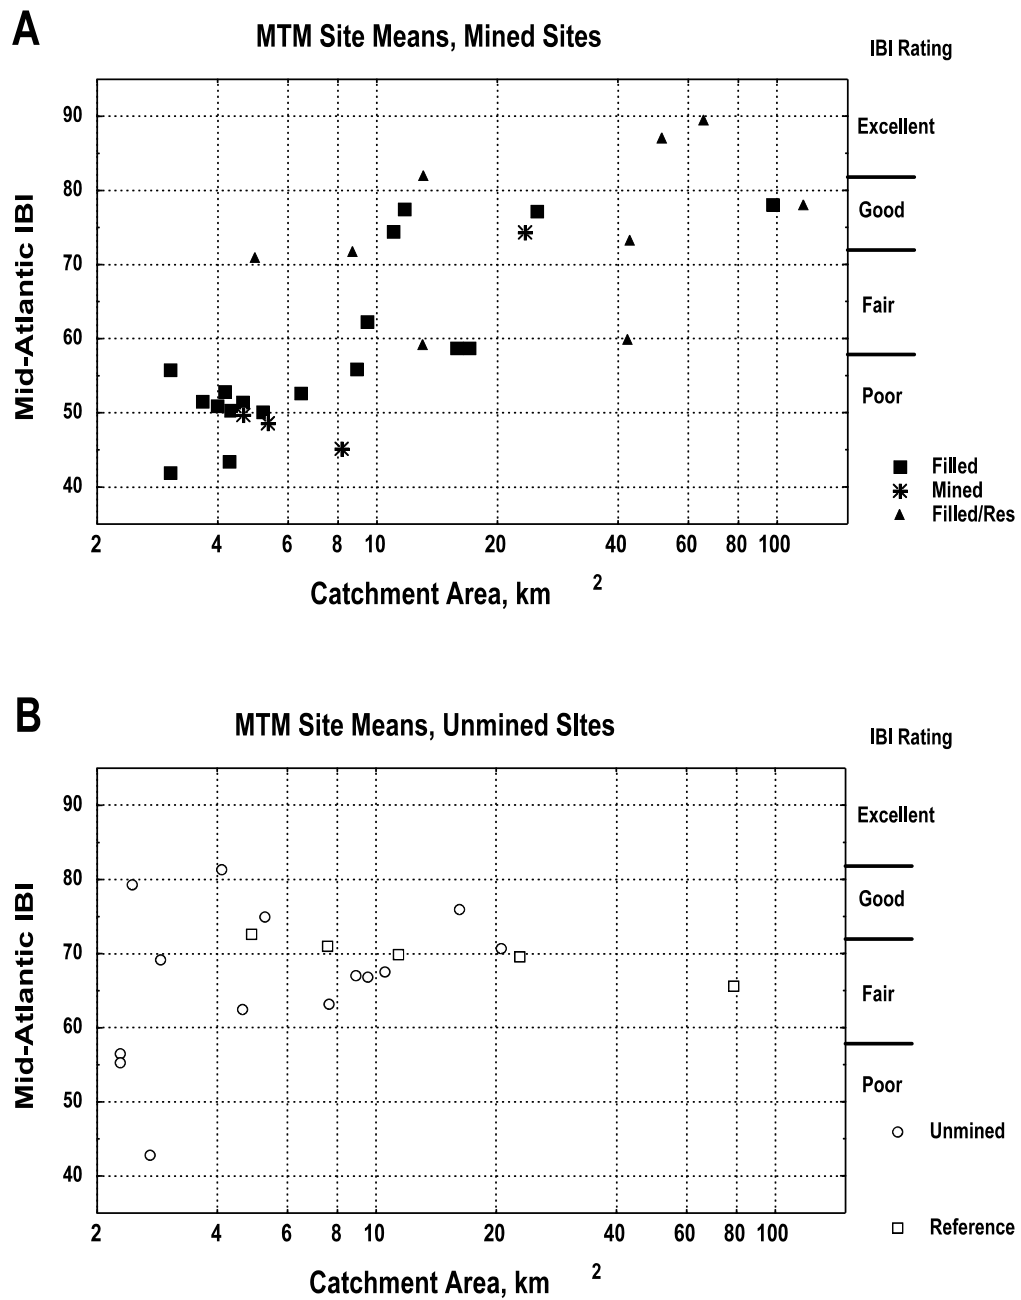 A
MTM Site Means, Mined Sites
IBI Rating
Mid-Atlantic IBI
90
80
70
60
50
40
Excellent
Good
Fair
Poor
Filled
Mined
Filled/Res
2 4 6 8 10 20 40 60 80 100
Catchment Area, km 2
B
MTM Site Means, Unmined SItes
IBI Rating
Mid-Atlantic IBI
90
80
70
60
50
40
Excellent
Good
Fair
Poor
Unmined
Reference
2 4 6 8 10 20 40 60 80 100
Catchment Area, km 2